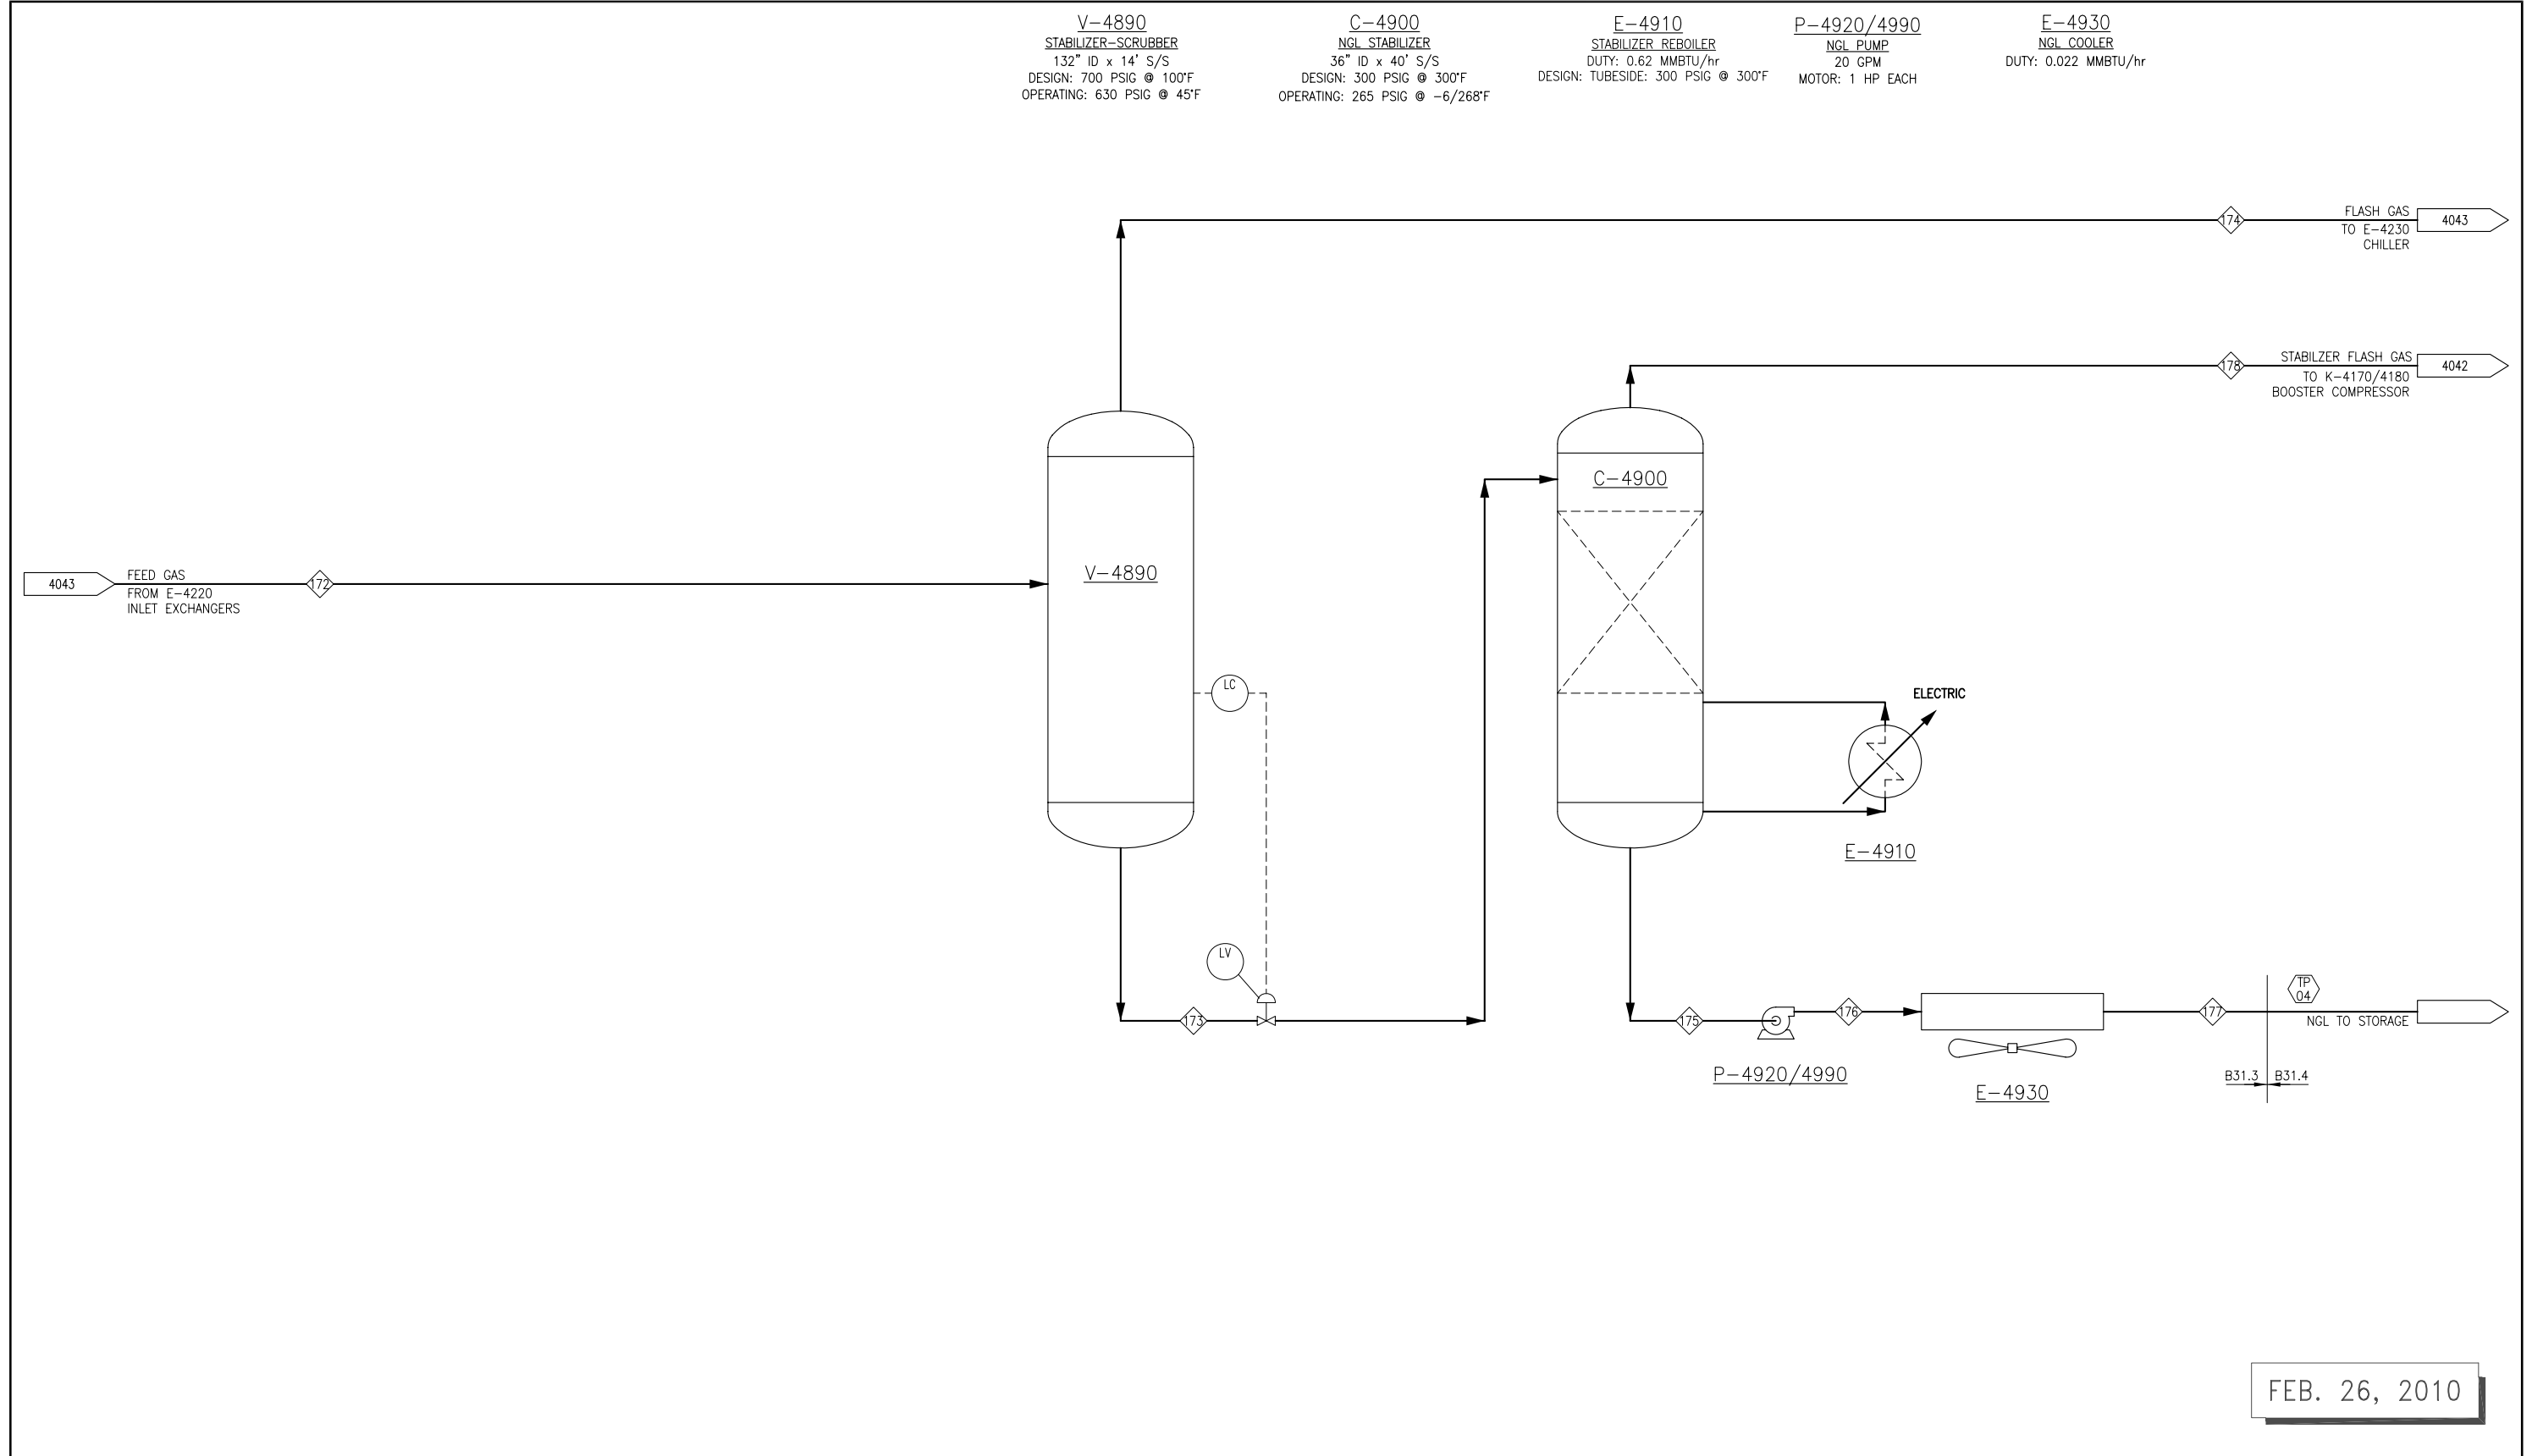 V-4890
STABILIZER-SCRUBBER
132" ID x 14' S/S
DESIGN: 700 PSIG @ 100°F
OPERATING: 630 PSIG @ 45°F
C-4900
NGL STABILIZER
36" ID x 40' S/S
DESIGN: 300 PSIG @ 300°F
OPERATING: 265 PSIG @ -6/268°F
E-4910
STABILIZER REBOILER
DUTY: 0.62 MMBTU/hr
DESIGN: TUBESIDE: 300 PSIG @ 300°F
P-4920/4990
NGL PUMP
20 GPM
MOTOR: 1 HP EACH
E-4930
NGL COOLER
DUTY: 0.022 MMBTU/hr
174
FLASH GAS
4043
TO E-4230
CHILLER
178
STABILZER FLASH GAS
4042
TO K-4170/4180
BOOSTER COMPRESSOR
C-4900
V-4890
4043
FEED GAS
172
FROM E-4220
INLET EXCHANGERS
LC
ELECTRIC
E-4910
LV
173
175
176
177
TP
04
NGL TO STORAGE
P-4920/4990
E-4930
B31.3
B31.4
FEB. 26, 2010